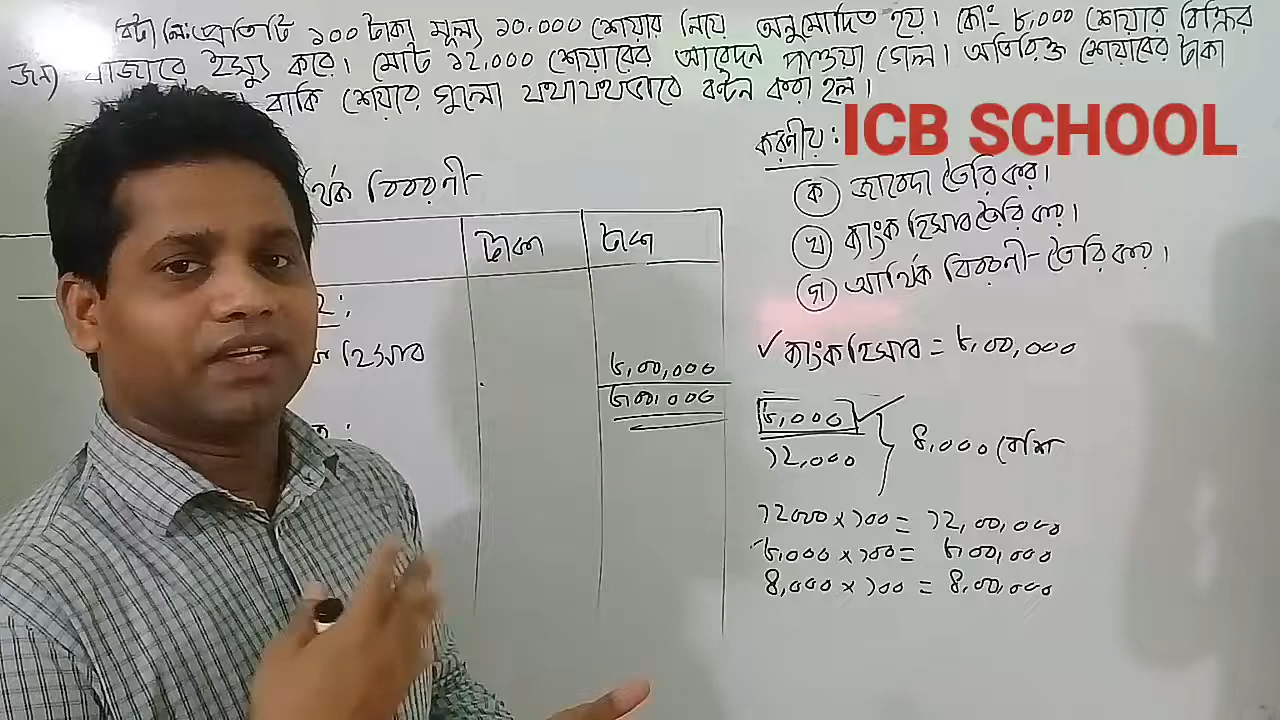 বিটা লিঃ প্রতিটি ১০০ টাকা মূল্য ১০,০০০ শেয়ার নিয়ে অনুমোদিত হয়। কোং ৮,০০০ শেয়ার বিক্রির
জন্য বাজারে ইস্যু করে। মোট ১২,০০০ শেয়ারের আবেদন পাওয়া গেল। অতিরিক্ত শেয়ারের টাকা
বাকি শেয়ার গুলো যথাযথভাবে বণ্টন করা হল।
ICB SCHOOL
করণীয়:
ক জাবেদা তৈরি কর।
খ ব্যাংক হিসাব তৈরি কর।
গ আর্থিক বিবরণী তৈরি কর।
র্থিক বিবরণী
টাকা টাকা
হিসাব
৮,০০,০০০
৮,০০,০০০
✓ ব্যাংক হিসাব = ৮,০০,০০০
৮,০০০
১২,০০০
৪,০০০ বেশি
১২০০০ × ১০০ = ১২,০০,০০০
৮,০০০ × ১০০ = ৮,০০,০০০
৪,০০০ × ১০০ = ৪,০০,০০০